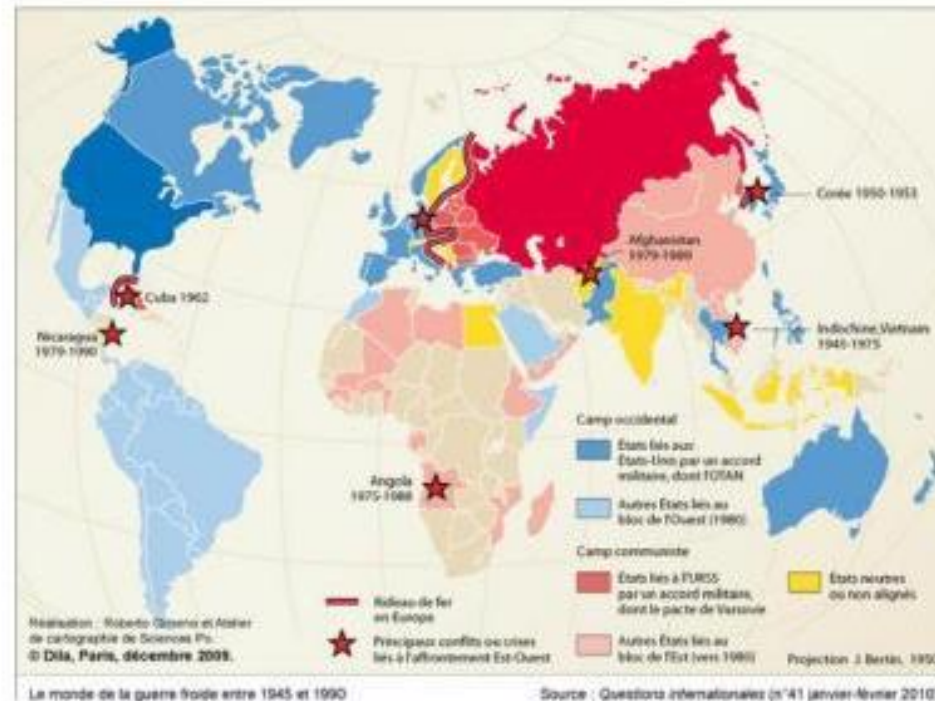 Corée 1950-1953
Afghanistan
1979-1989
Cuba 1962
Nicaragua
1979-1990
Indochine, Vietnam
1945-1975
Angola
1975-1988
Camp occidental
États liés aux
États-Unis par un accord
militaire, dont l'OTAN
Autres États liés au
bloc de l'Ouest (1980)
Camp communiste
États liés à l'URSS
par un accord militaire,
dont le pacte de Varsovie
Autres États liés au
bloc de l'Est (vers 1980)
États neutres
ou non alignés
Rideau de fer
en Europe
Principaux conflits ou crises
liés à l'affrontement Est-Ouest
Réalisation : Roberto Gimeno et Atelier
de cartographie de Sciences Po.
© Dila, Paris, décembre 2009.
Projection J. Bertin, 1950
Le monde de la guerre froide entre 1945 et 1990
Source : Questions internationales (n°41 janvier-février 2010)